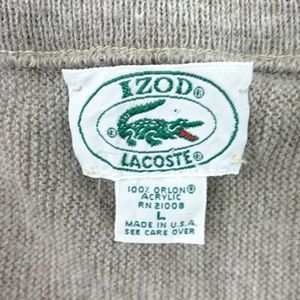 IZOD®
LACOSTE®
100% ORLON®
ACRYLIC
RN 21008
L
MADE IN U.S.A.
SEE CARE OVER